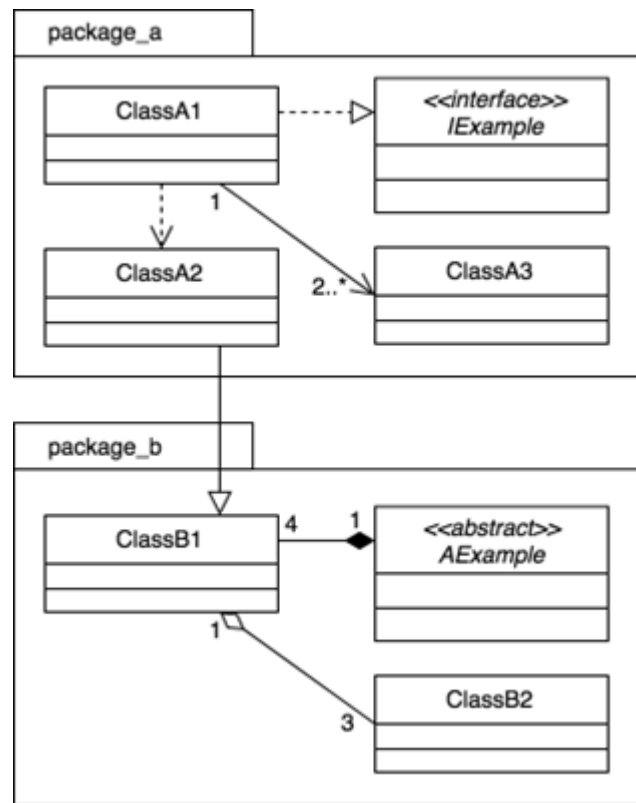 package_a
ClassA1
<<interface>>
IExample
1
ClassA2
ClassA3
2..*
package_b
ClassB1
4
1
<<abstract>>
AExample
1
ClassB2
3